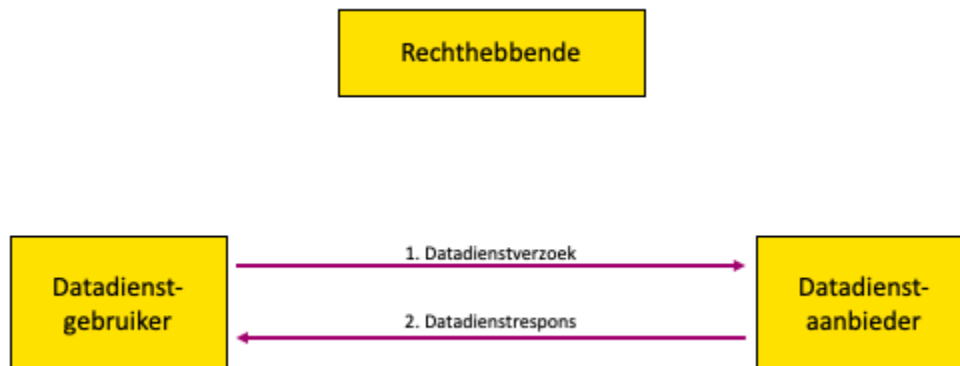 Rechthebbende
1. Datadienstverzoek
Datadienst-
gebruiker
Datadienst-
aanbieder
2. Datadienstrespons